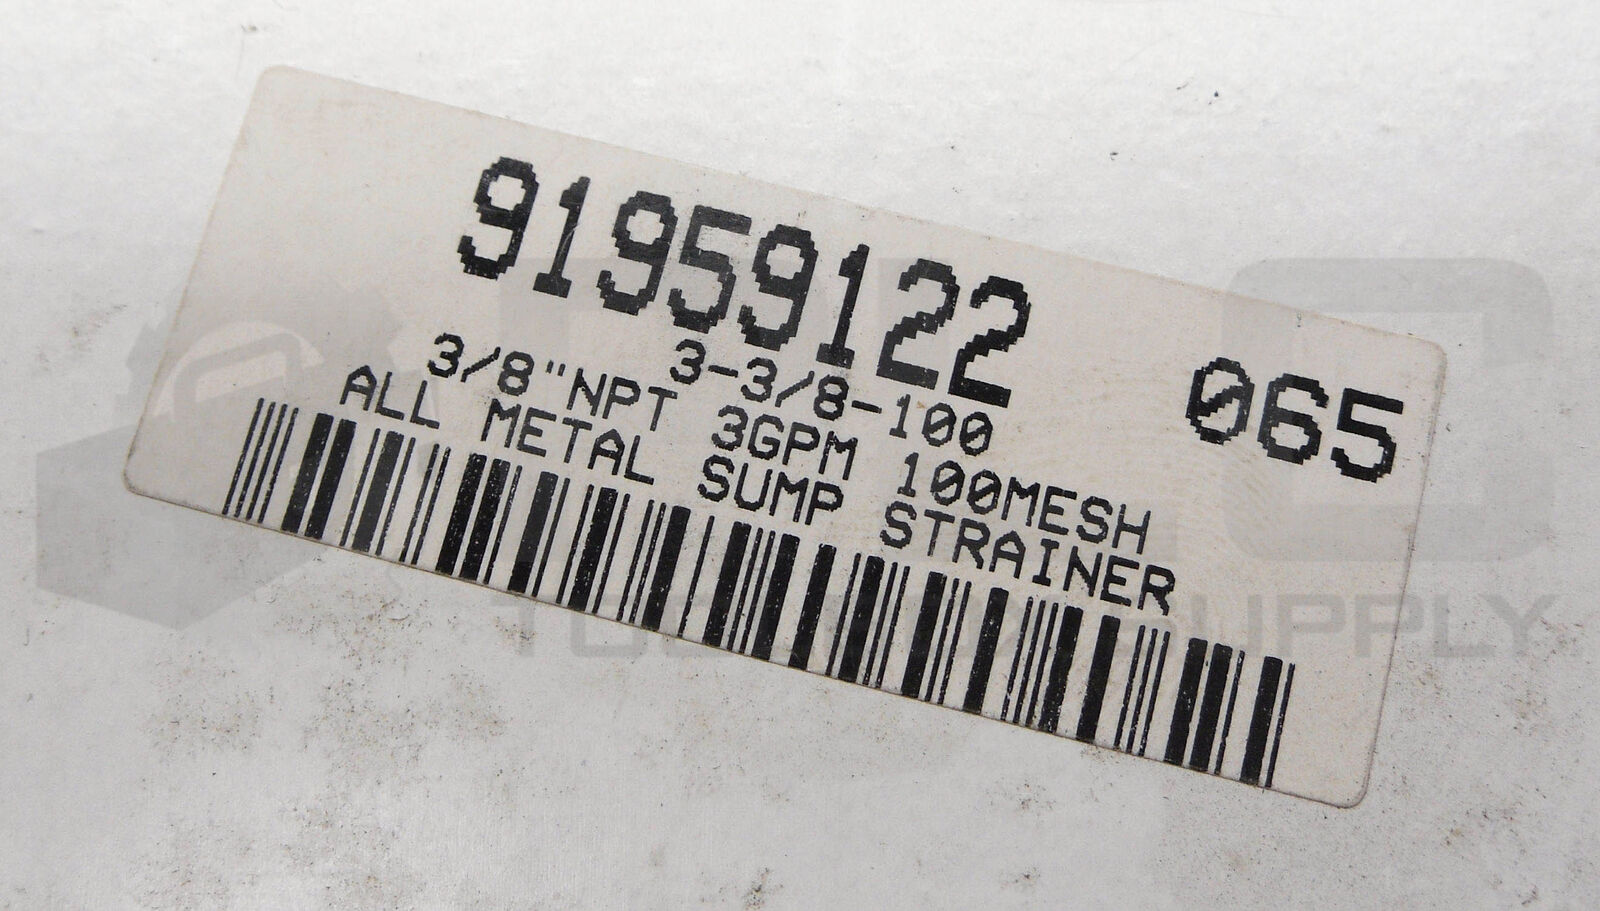 91959122 065
3-3/8-100
3/8"NPT 3GPM 100MESH
ALL METAL SUMP STRAINER